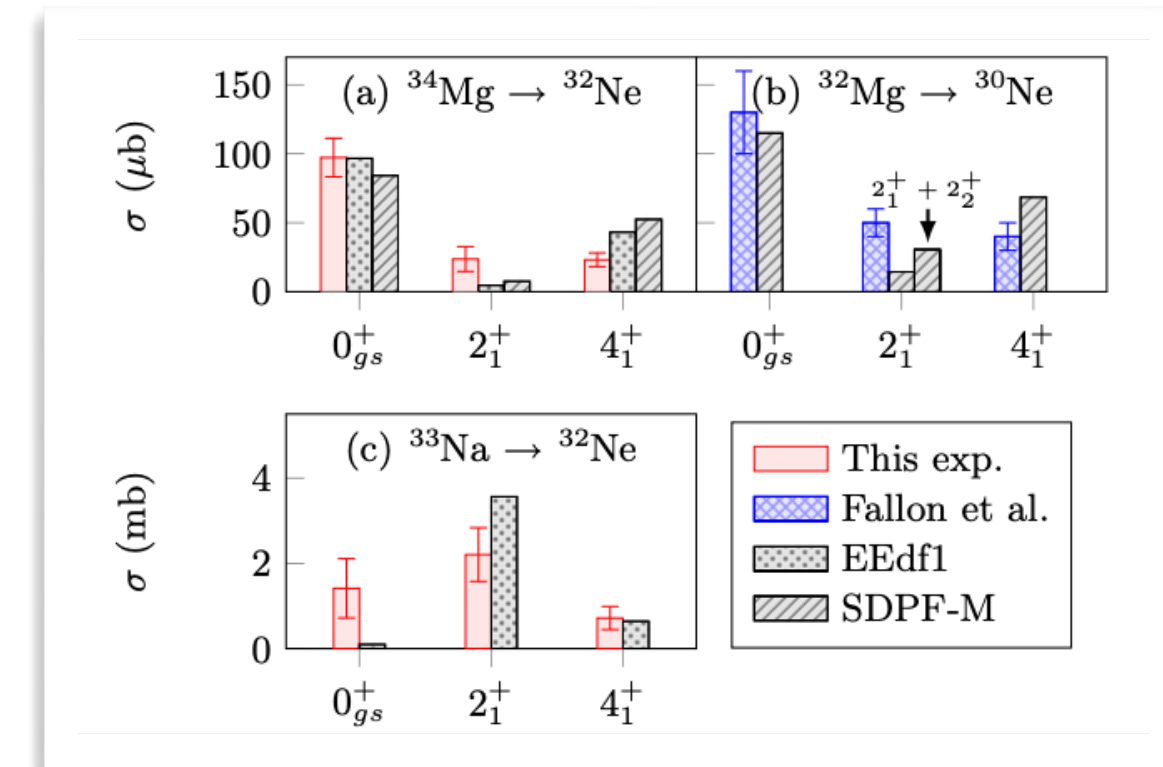 (a) ³⁴Mg → ³²Ne
(b) ³²Mg → ³⁰Ne
σ (μb)
150
100
50
0
2₁⁺ + 2₂⁺
0⁺gs 2₁⁺ 4₁⁺
0⁺gs 2₁⁺ 4₁⁺
(c) ³³Na → ³²Ne
σ (mb)
4
2
0
0⁺gs 2₁⁺ 4₁⁺
This exp.
Fallon et al.
EEdf1
SDPF-M